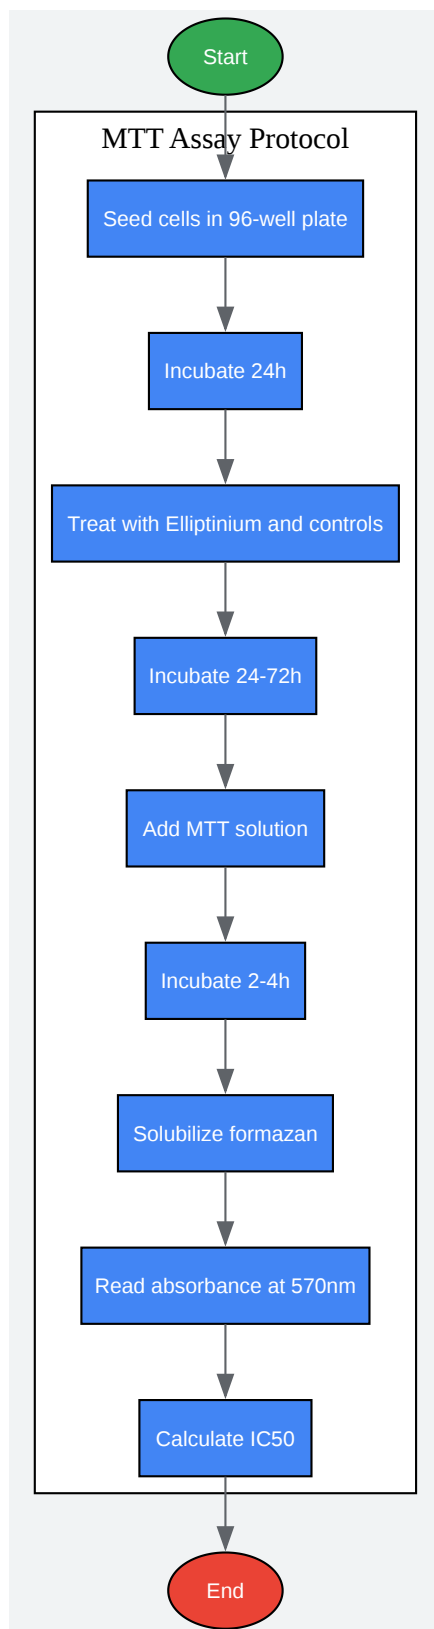 Start
MTT Assay Protocol
Seed cells in 96-well plate
Incubate 24h
Treat with Elliptinium and controls
Incubate 24-72h
Add MTT solution
Incubate 2-4h
Solubilize formazan
Read absorbance at 570nm
Calculate IC50
End